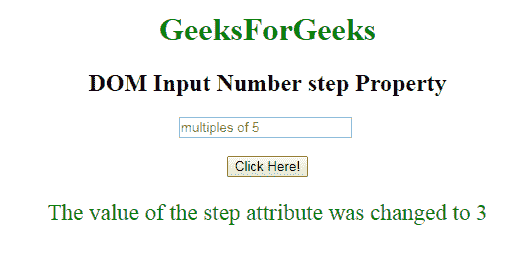 GeeksForGeeks
DOM Input Number step Property
multiples of 5
Click Here!
The value of the step attribute was changed to 3